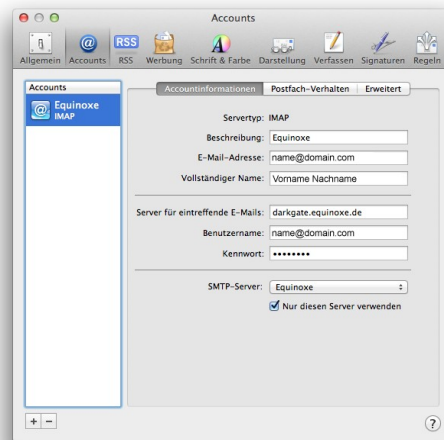 Accounts
@ RSS
Allgemein Accounts RSS Werbung Schrift & Farbe Darstellung Verfassen Signaturen Regeln
Accounts
Equinoxe
IMAP
Accountinformationen Postfach-Verhalten Erweitert
Servertyp: IMAP
Beschreibung: Equinoxe
E-Mail-Adresse: name@domain.com
Vollständiger Name: Vorname Nachname
Server für eintreffende E-Mails: darkgate.equinoxe.de
Benutzername: name@domain.com
Kennwort: ••••••••
SMTP-Server: Equinoxe
Nur diesen Server verwenden
+ − ?